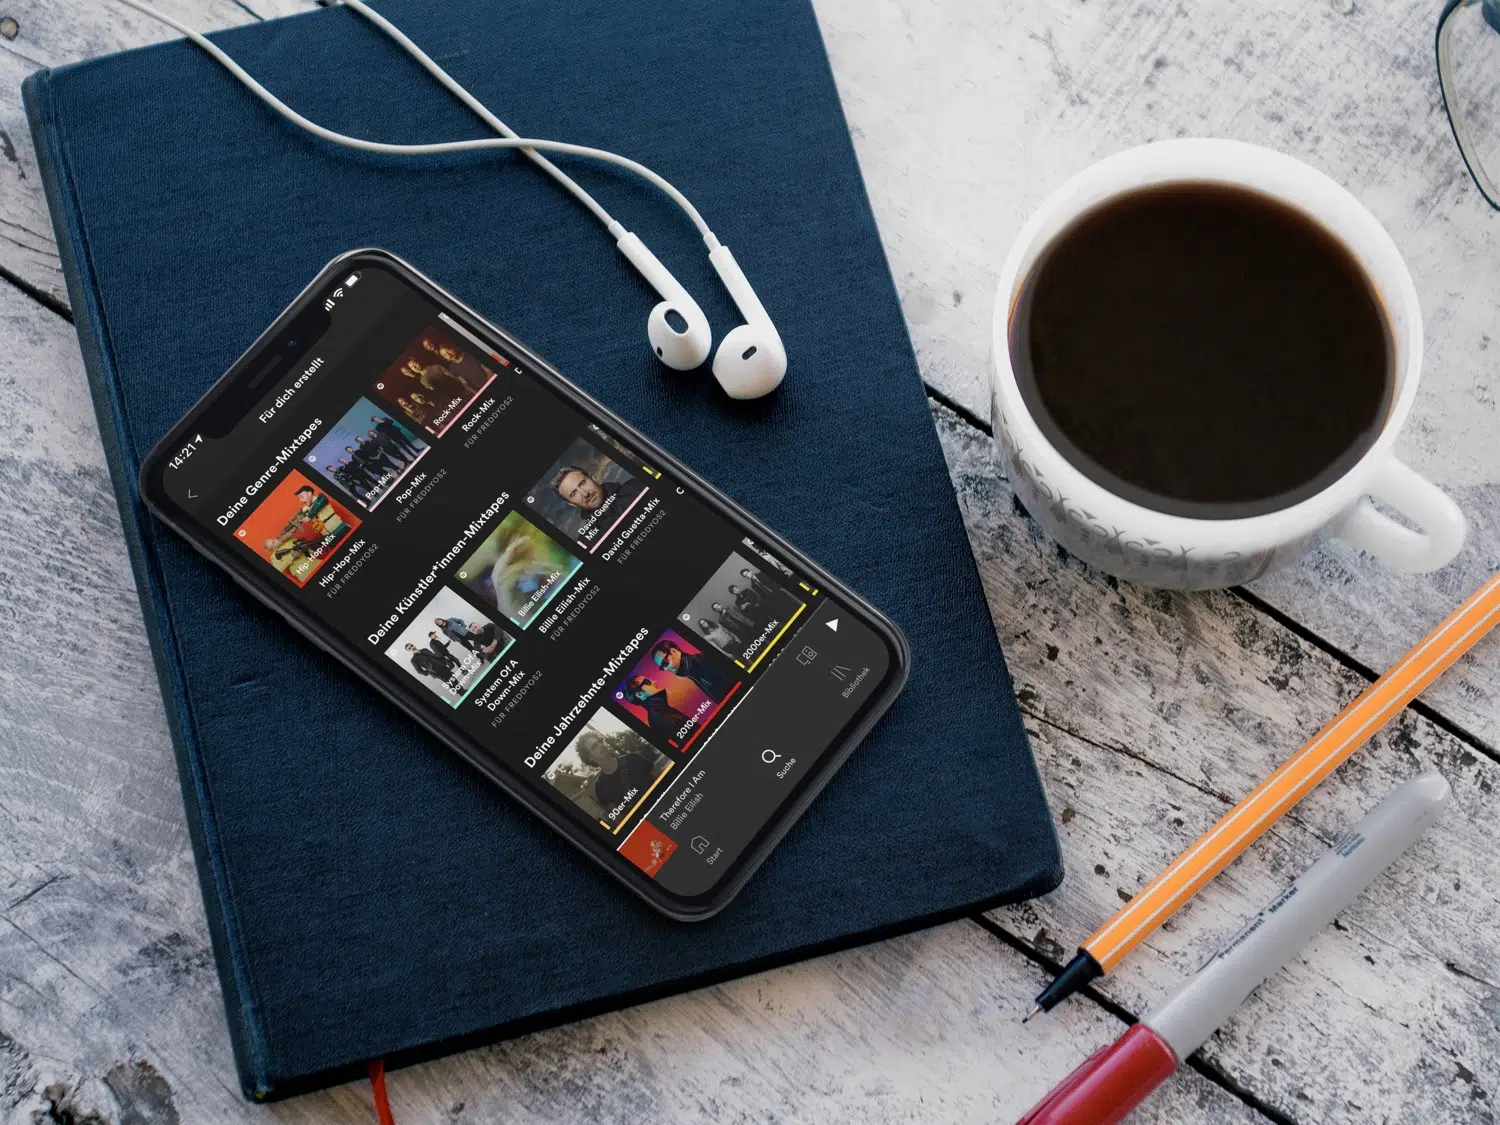 14:21
Für dich erstellt
Deine Genre-Mixtapes
Hip-Hop-Mix
Pop-Mix
Rock-Mix
Hip-Hop-Mix
FÜR FREDDYOS2
Pop-Mix
FÜR FREDDYOS2
Rock-Mix
FÜR FREDDYOS2
Deine Künstler*innen-Mixtapes
System Of A
Down-Mix
Billie Eilish-Mix
David Guetta-
Mix
System Of A
Down-Mix
FÜR FREDDYOS2
Billie Eilish-Mix
FÜR FREDDYOS2
David Guetta-Mix
FÜR FREDDYOS2
Deine Jahrzehnte-Mixtapes
90er-Mix
2010er-Mix
2000er-Mix
Therefore I Am
Billie Eilish
Start
Suche
Bibliothek
Permanent Marker